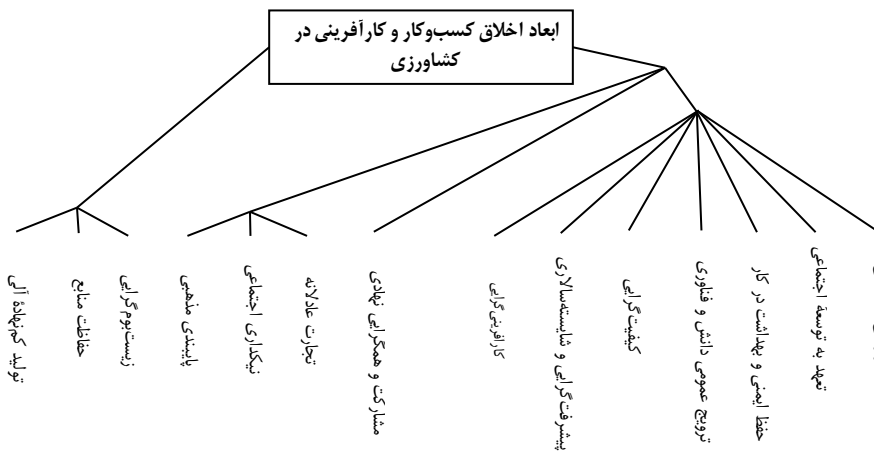 ابعاد اخلاق کسب‌وکار و کارآفرینی در
کشاورزی
تعهد به توسعهٔ اجتماعی
حفظ ایمنی و بهداشت در کار
ترویج عمومی دانش و فناوری
کیفیت‌گرایی
پیشرفت‌گرایی و شایسته‌سالاری
کارافرینی‌گرایی
مشارکت و همگرایی نهادی
تجارت عادلانه
نیکداری اجتماعی
پایبندی مذهبی
زیست‌بوم‌گرایی
حفاظت منابع
تولید کم‌نهادهٔ آلی